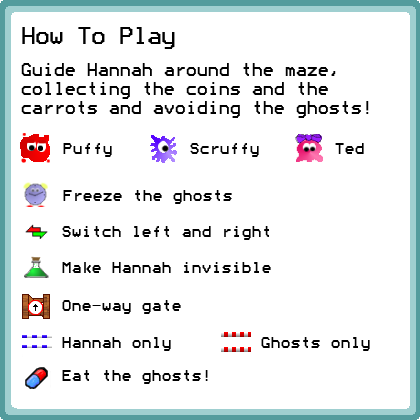 How To Play
Guide Hannah around the maze,
collecting the coins and the
carrots and avoiding the ghosts!
Puffy Scruffy Ted
Freeze the ghosts
Switch left and right
Make Hannah invisible
One-way gate
Hannah only Ghosts only
Eat the ghosts!